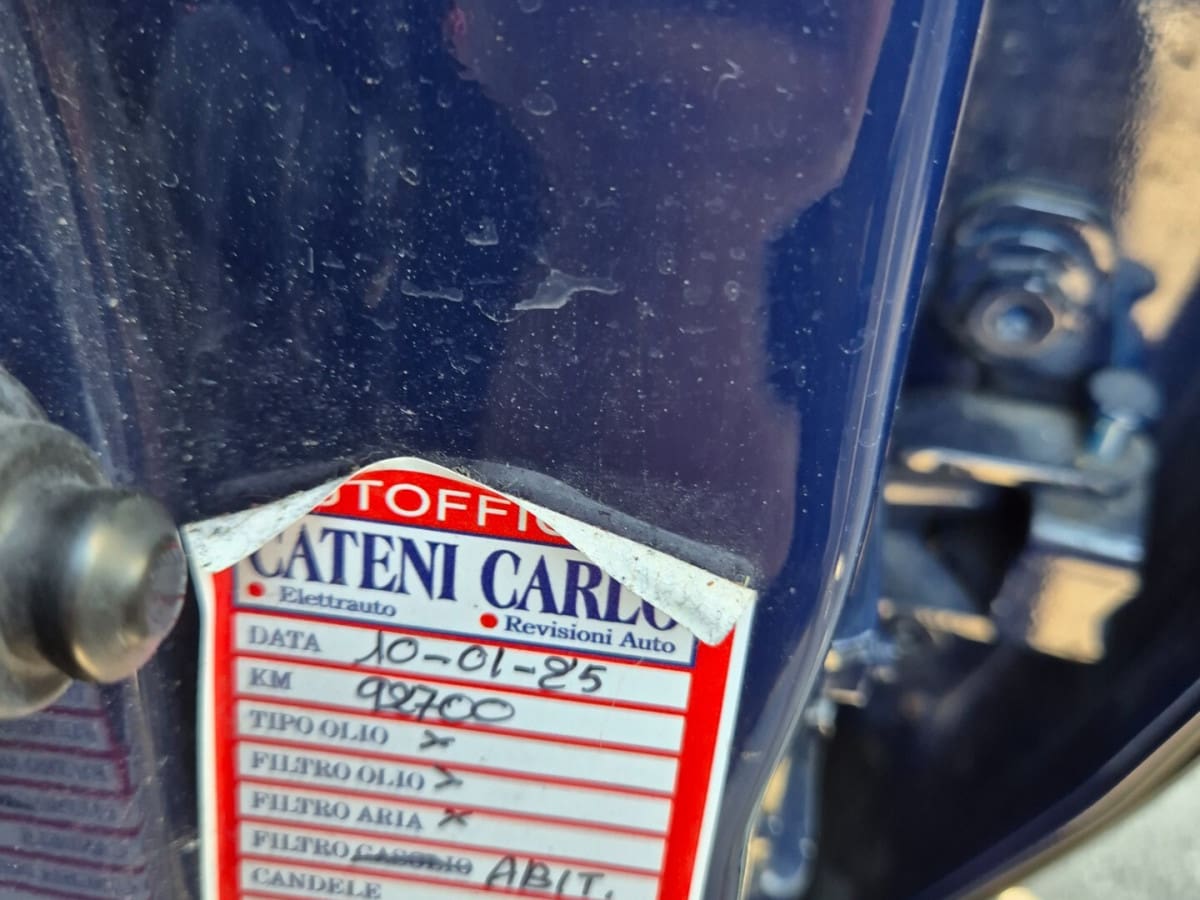 UTOFFIC
CATENI CARLO
Elettrauto
Revisioni Auto
DATA 10-01-25
KM 92700
TIPO OLIO x
FILTRO OLIO x
FILTRO ARIA x
FILTRO GASOLIO ABIT.
CANDELE